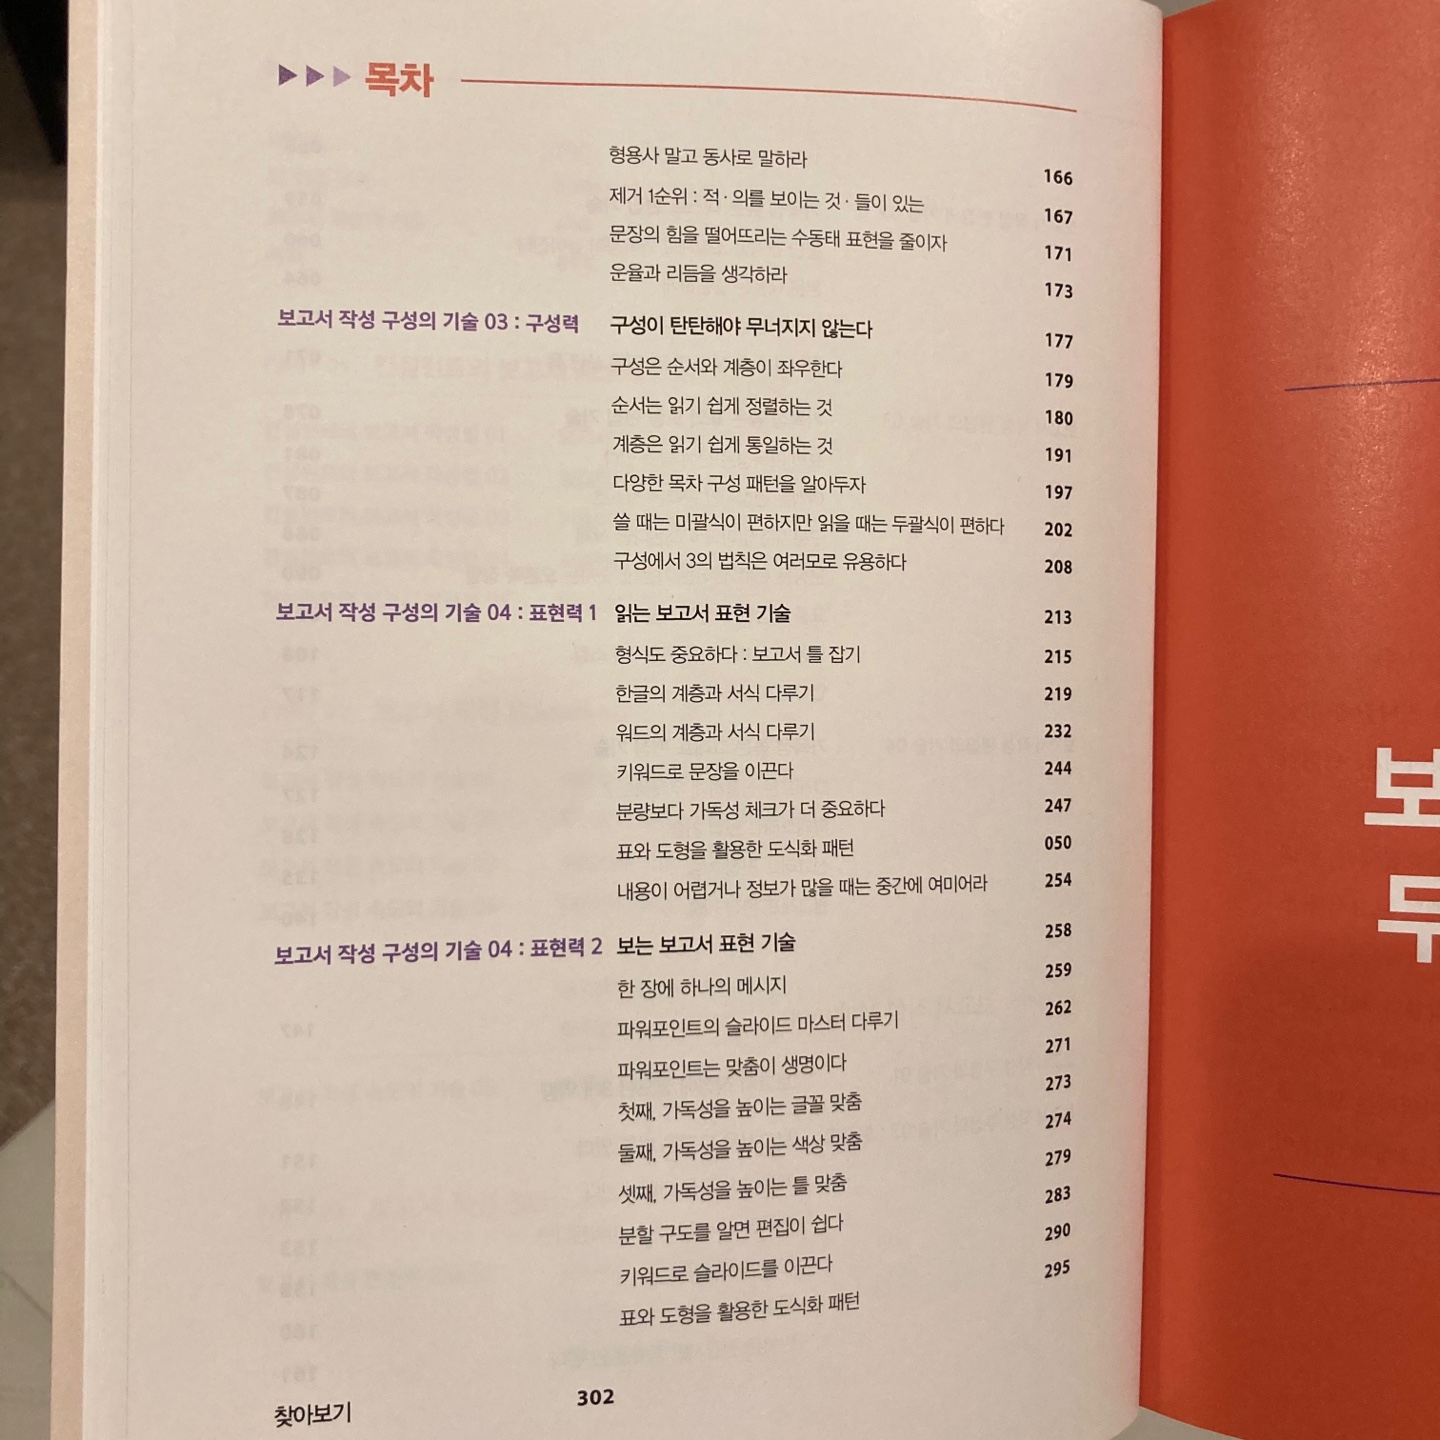 ▶▶▶ 목차
형용사 말고 동사로 말하라 166
제거 1순위 : 적·의를 보이는 것·들이 있는 167
문장의 힘을 떨어뜨리는 수동태 표현을 줄이자 171
운율과 리듬을 생각하라 173
보고서 작성 구성의 기술 03 : 구성력 구성이 탄탄해야 무너지지 않는다 177
구성은 순서와 계층이 좌우한다 179
순서는 읽기 쉽게 정렬하는 것 180
계층은 읽기 쉽게 통일하는 것 191
다양한 목차 구성 패턴을 알아두자 197
쓸 때는 미괄식이 편하지만 읽을 때는 두괄식이 편하다 202
구성에서 3의 법칙은 여러모로 유용하다 208
보고서 작성 구성의 기술 04 : 표현력 1 읽는 보고서 표현 기술 213
형식도 중요하다 : 보고서 틀 잡기 215
한글의 계층과 서식 다루기 219
워드의 계층과 서식 다루기 232
키워드로 문장을 이끈다 244
분량보다 가독성 체크가 더 중요하다 247
표와 도형을 활용한 도식화 패턴 050
내용이 어렵거나 정보가 많을 때는 중간에 여미어라 254
보고서 작성 구성의 기술 04 : 표현력 2 보는 보고서 표현 기술 258
한 장에 하나의 메시지 259
파워포인트의 슬라이드 마스터 다루기 262
파워포인트는 맞춤이 생명이다 271
첫째, 가독성을 높이는 글꼴 맞춤 273
둘째, 가독성을 높이는 색상 맞춤 274
셋째, 가독성을 높이는 틀 맞춤 279
분할 구도를 알면 편집이 쉽다 283
키워드로 슬라이드를 이끈다 290
표와 도형을 활용한 도식화 패턴 295
찾아보기 302
보
두